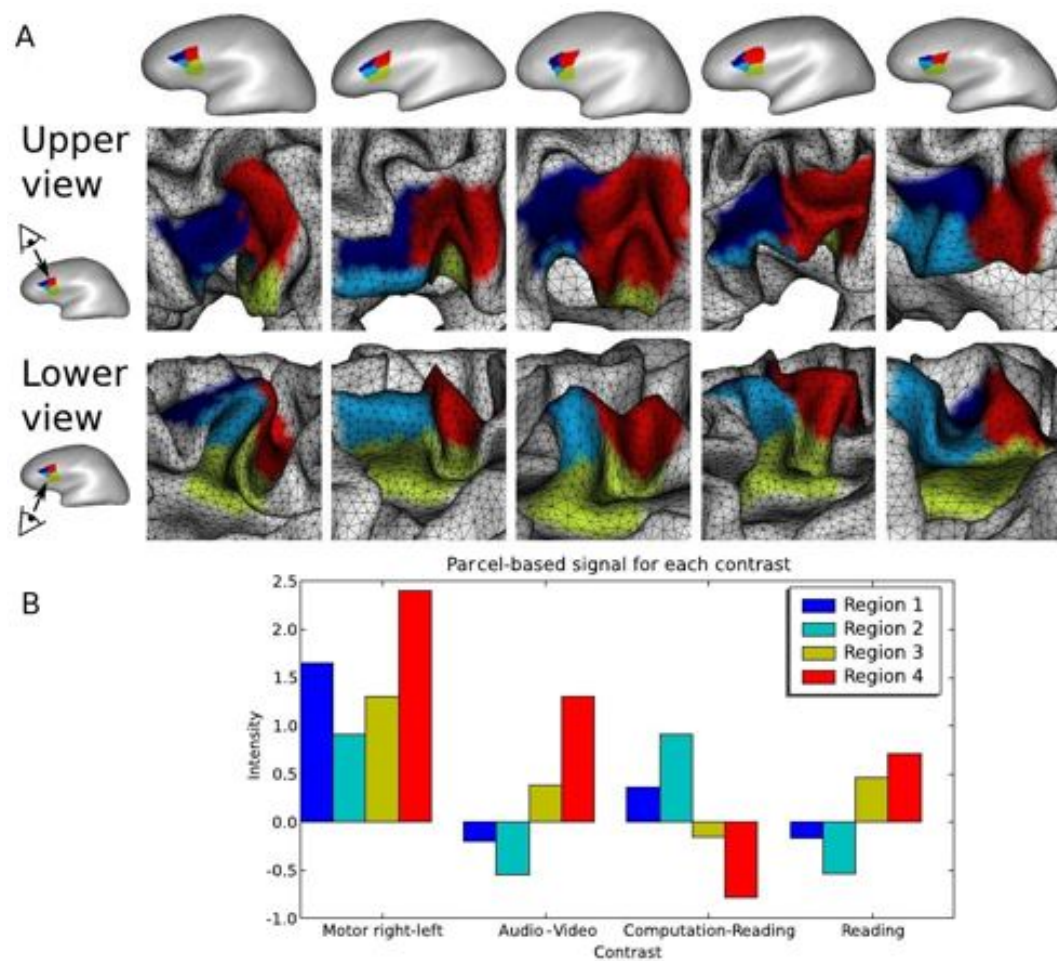 A
Upper
view
Lower
view
B
Parcel-based signal for each contrast
2.5
2.0
1.5
1.0
0.5
0.0
-0.5
-1.0
Intensity
Region 1
Region 2
Region 3
Region 4
Motor right-left
Audio-Video
Computation-Reading
Reading
Contrast